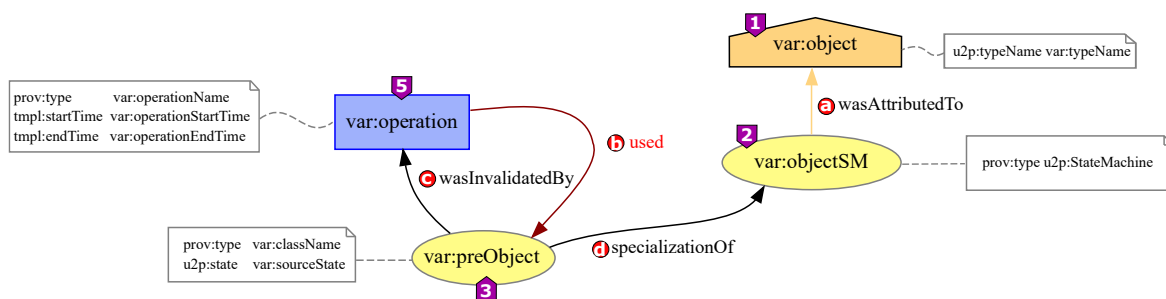 1
var:object
u2p:typeName var:typeName
a wasAttributedTo
5
prov:type var:operationName
tmpl:startTime var:operationStartTime
tmpl:endTime var:operationEndTime
var:operation
b used
2
var:objectSM
prov:type u2p:StateMachine
c wasInvalidatedBy
prov:type var:className
u2p:state var:sourceState
var:preObject
3
d specializationOf